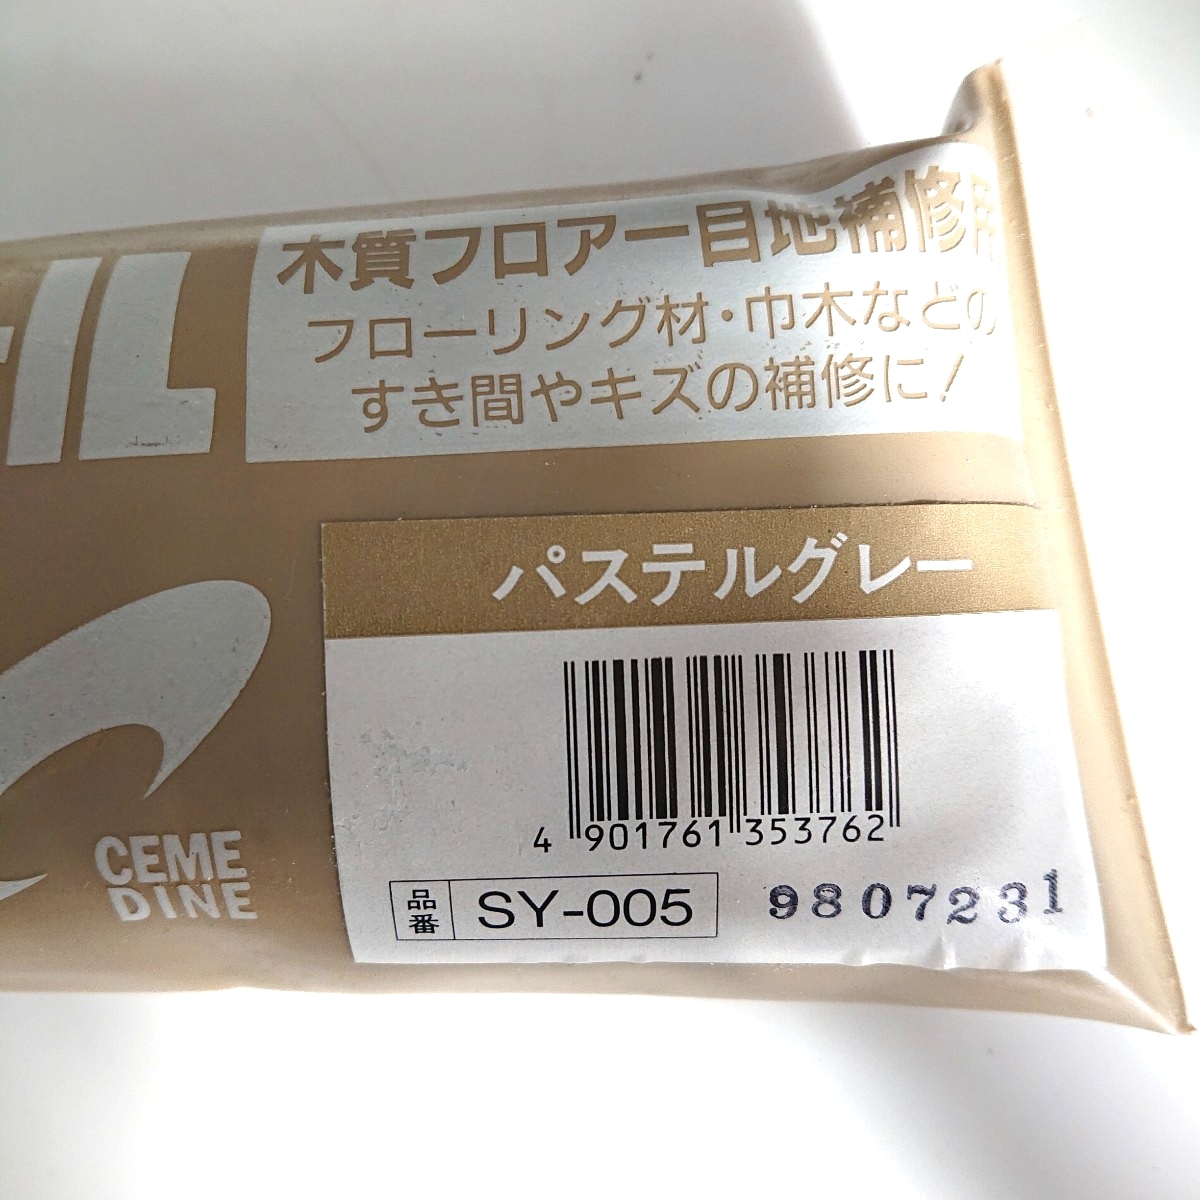 木質フロアー目地補修用
フローリング材・巾木などの
すき間やキズの補修に!
IL
パステルグレー
4 901761 353762
CEME
DINE
品番 SY-005
9807231